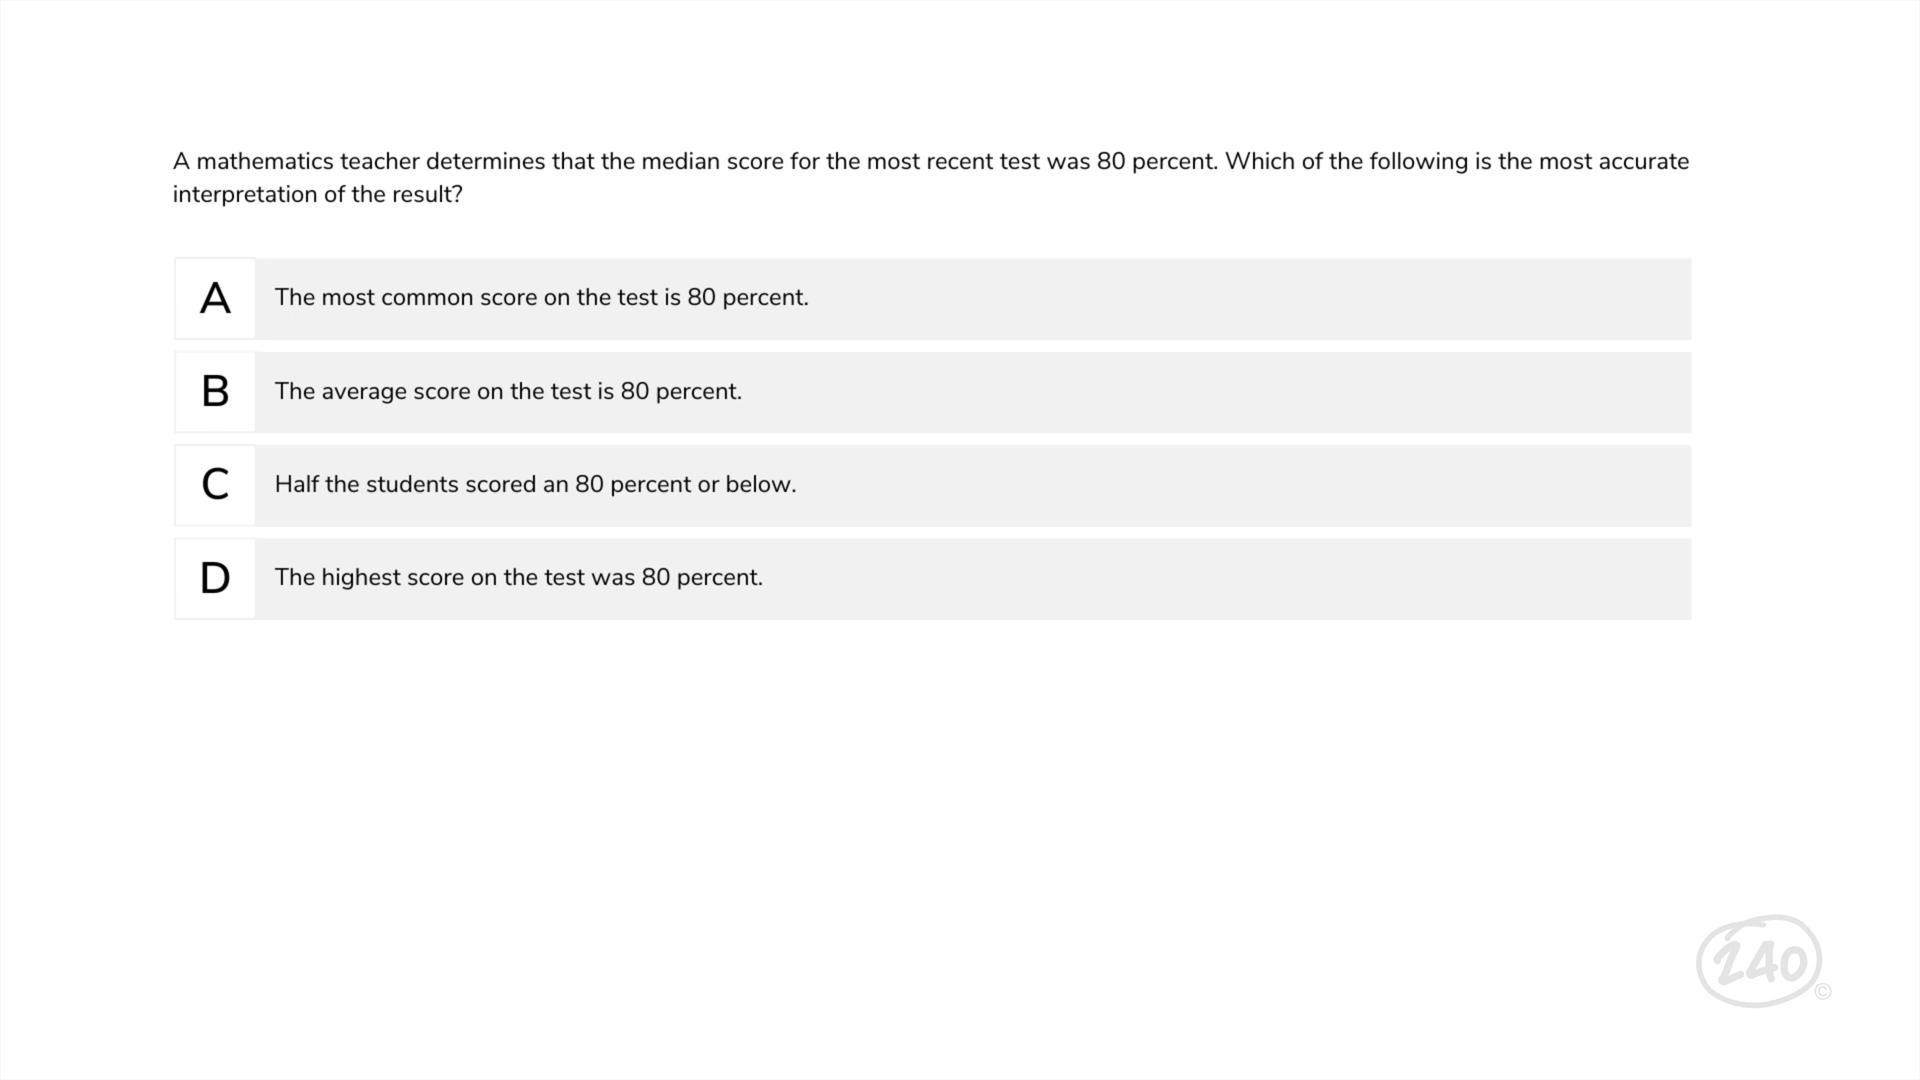 A mathematics teacher determines that the median score for the most recent test was 80 percent. Which of the following is the most accurate
interpretation of the result?
A The most common score on the test is 80 percent.
B The average score on the test is 80 percent.
C Half the students scored an 80 percent or below.
D The highest score on the test was 80 percent.
240
©